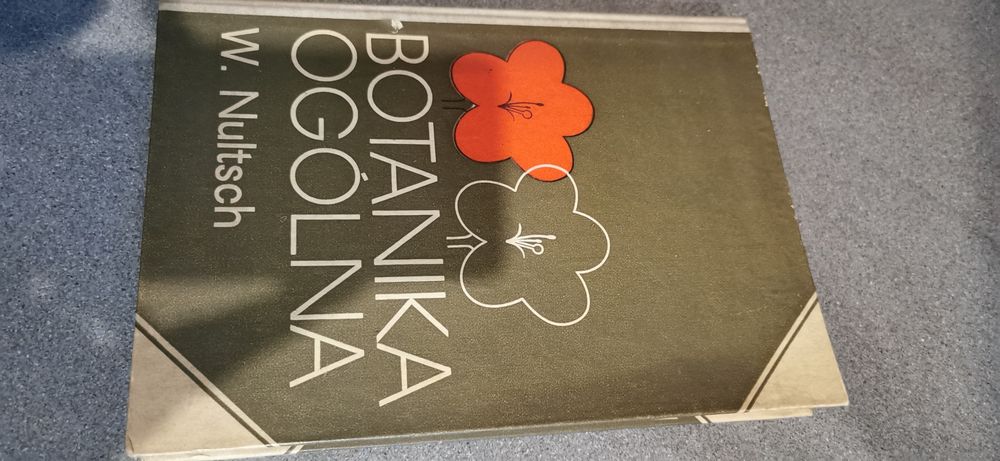 BOTANIKA
OGÓLNA
W. Nultsch